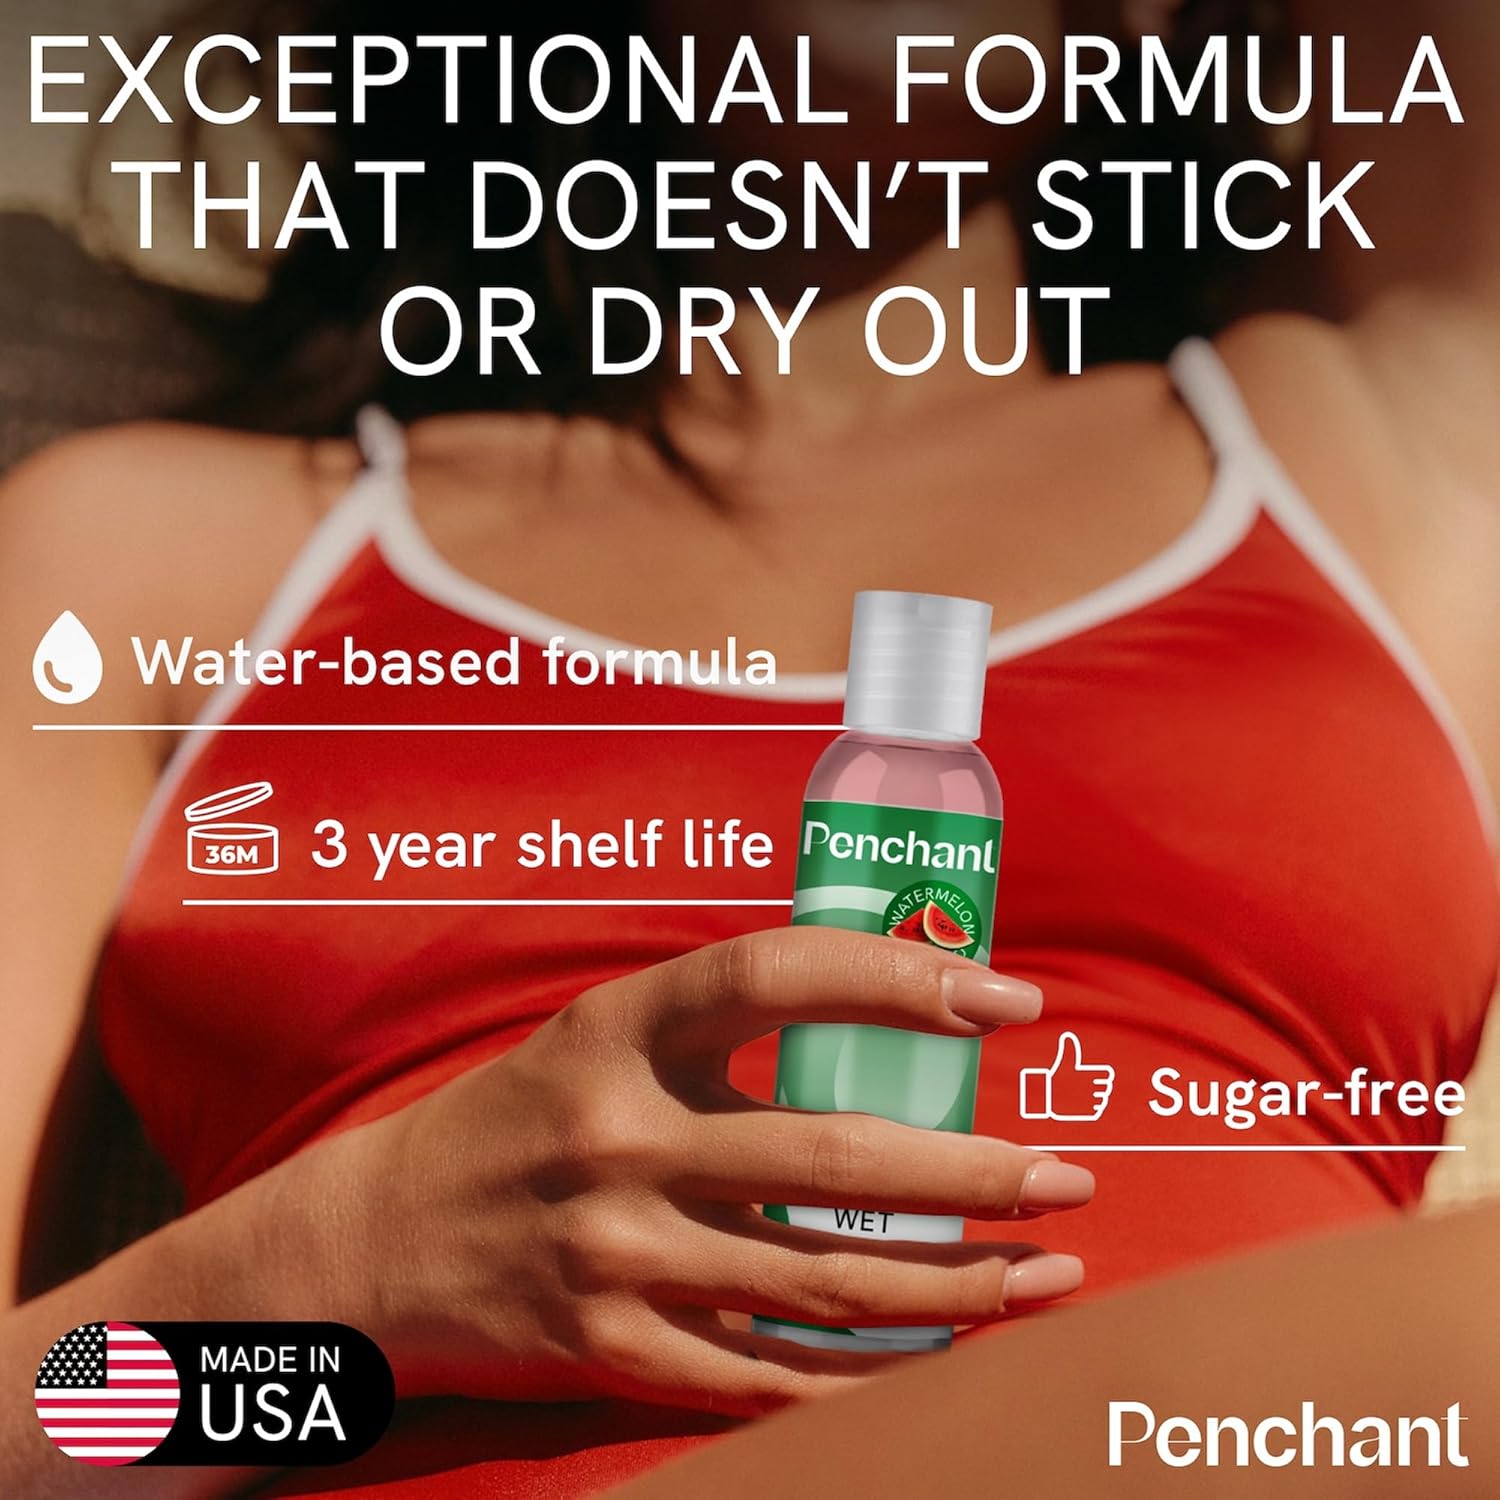 EXCEPTIONAL FORMULA
THAT DOESN’T STICK
OR DRY OUT
Water-based formula
36M
3 year shelf life
Penchant
WATERMELON
Sugar-free
WET
MADE IN
USA
Penchant